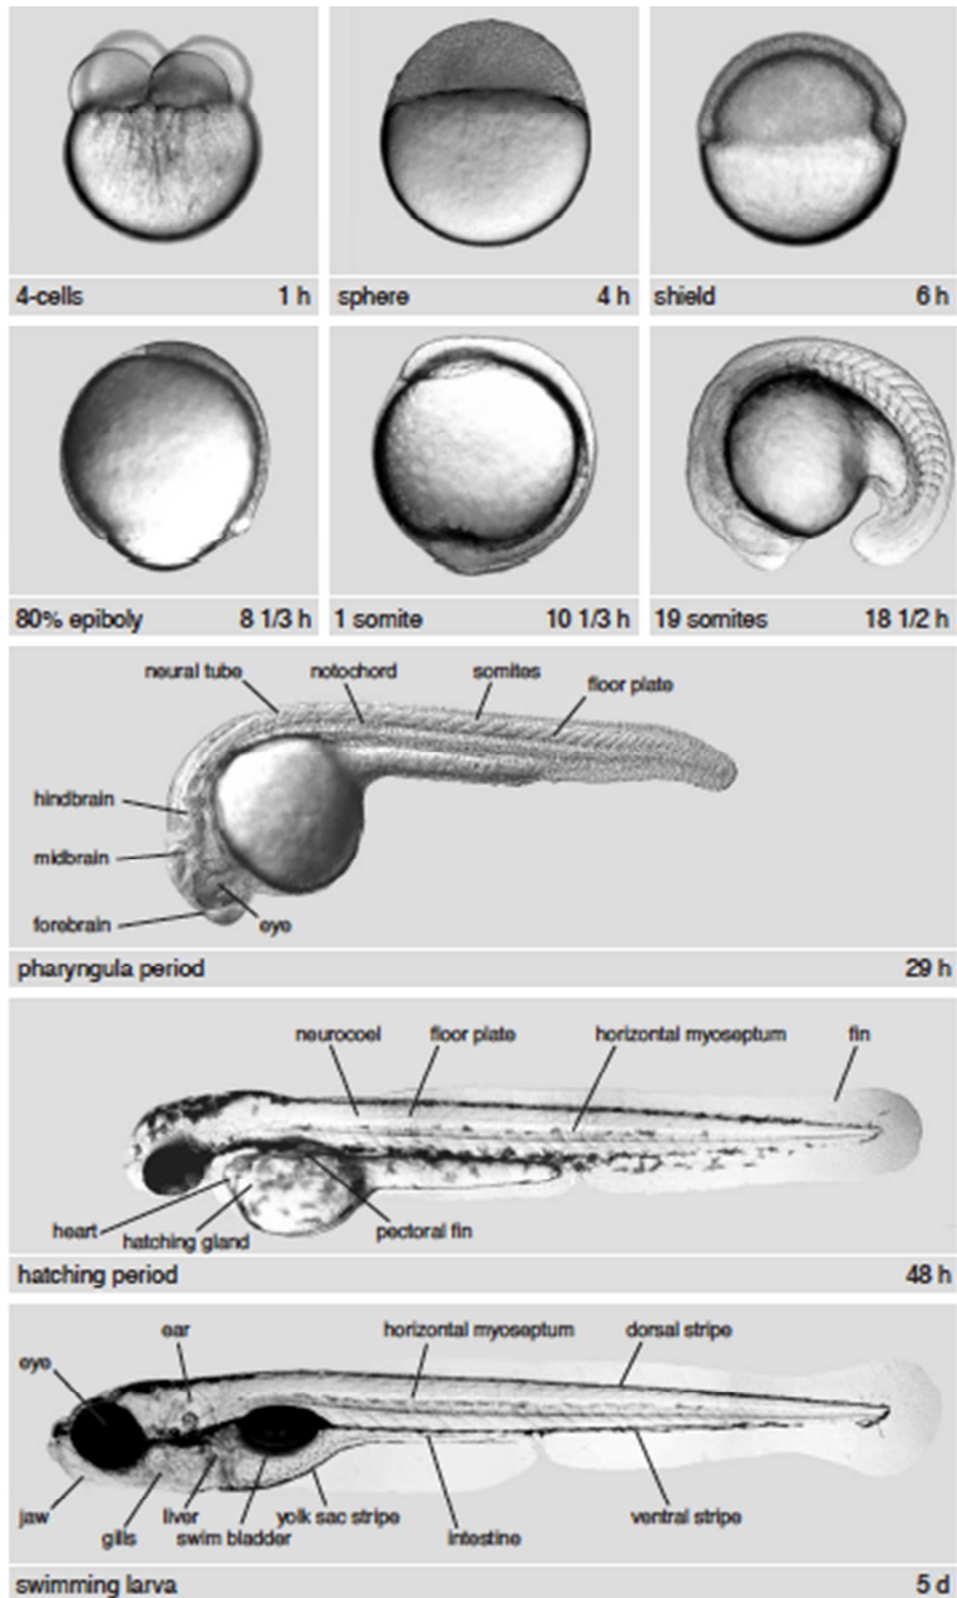 4-cells 1 h
sphere 4 h
shield 6 h
80% epiboly 8 1/3 h
1 somite 10 1/3 h
19 somites 18 1/2 h
neural tube
notochord
somites
floor plate
hindbrain
midbrain
forebrain
eye
pharyngula period 29 h
neurocoel
floor plate
horizontal myoseptum
fin
heart
hatching gland
pectoral fin
hatching period 48 h
ear
horizontal myoseptum
dorsal stripe
eye
jaw
gills
liver
swim bladder
yolk sac stripe
intestine
ventral stripe
swimming larva 5 d